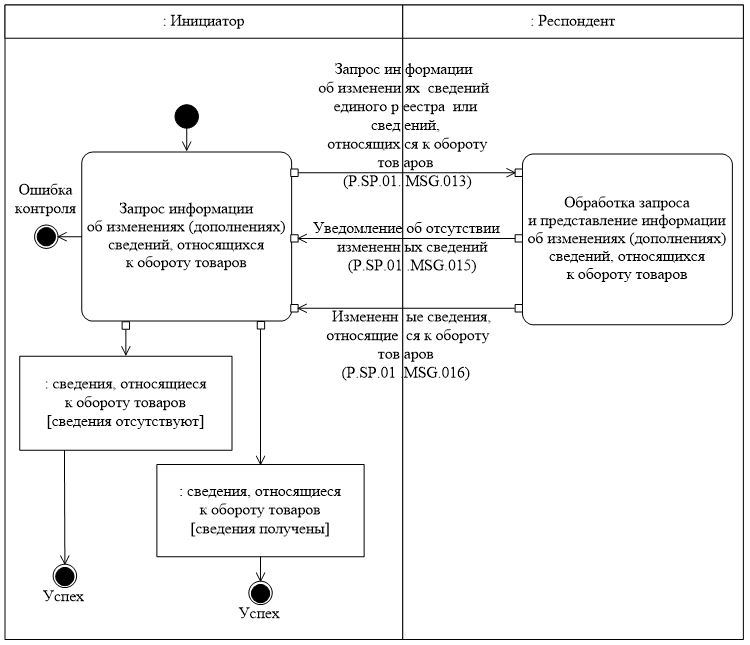 : Инициатор
: Респондент
Запрос информации
об изменениях сведений
единого реестра или
сведений,
относящихся к обороту
товаров
(P.SP.01.MSG.013)
Ошибка
контроля
Запрос информации
об изменениях (дополнениях)
сведений, относящихся
к обороту товаров
Уведомление об отсутствии
измененных сведений
(P.SP.01.MSG.015)
Обработка запроса
и представление информации
об изменениях (дополнениях)
сведений, относящихся
к обороту товаров
Измененные сведения,
относящиеся к обороту
товаров
(P.SP.01.MSG.016)
: сведения, относящиеся
к обороту товаров
[сведения отсутствуют]
: сведения, относящиеся
к обороту товаров
[сведения получены]
Успех
Успех